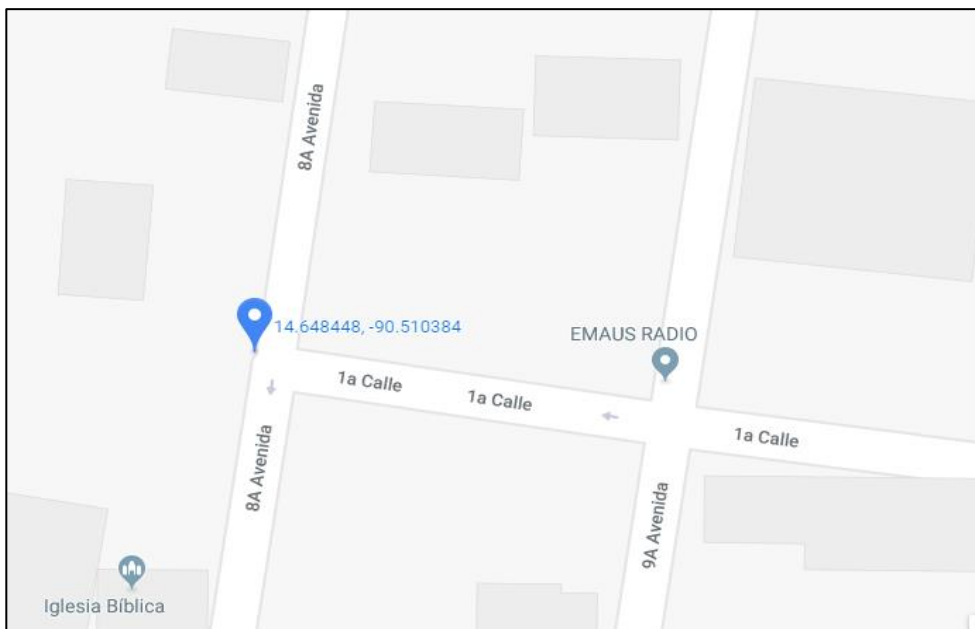 8A Avenida
14.648448, -90.510384
EMAUS RADIO
1a Calle
1a Calle
1a Calle
8A Avenida
9A Avenida
Iglesia Bíblica